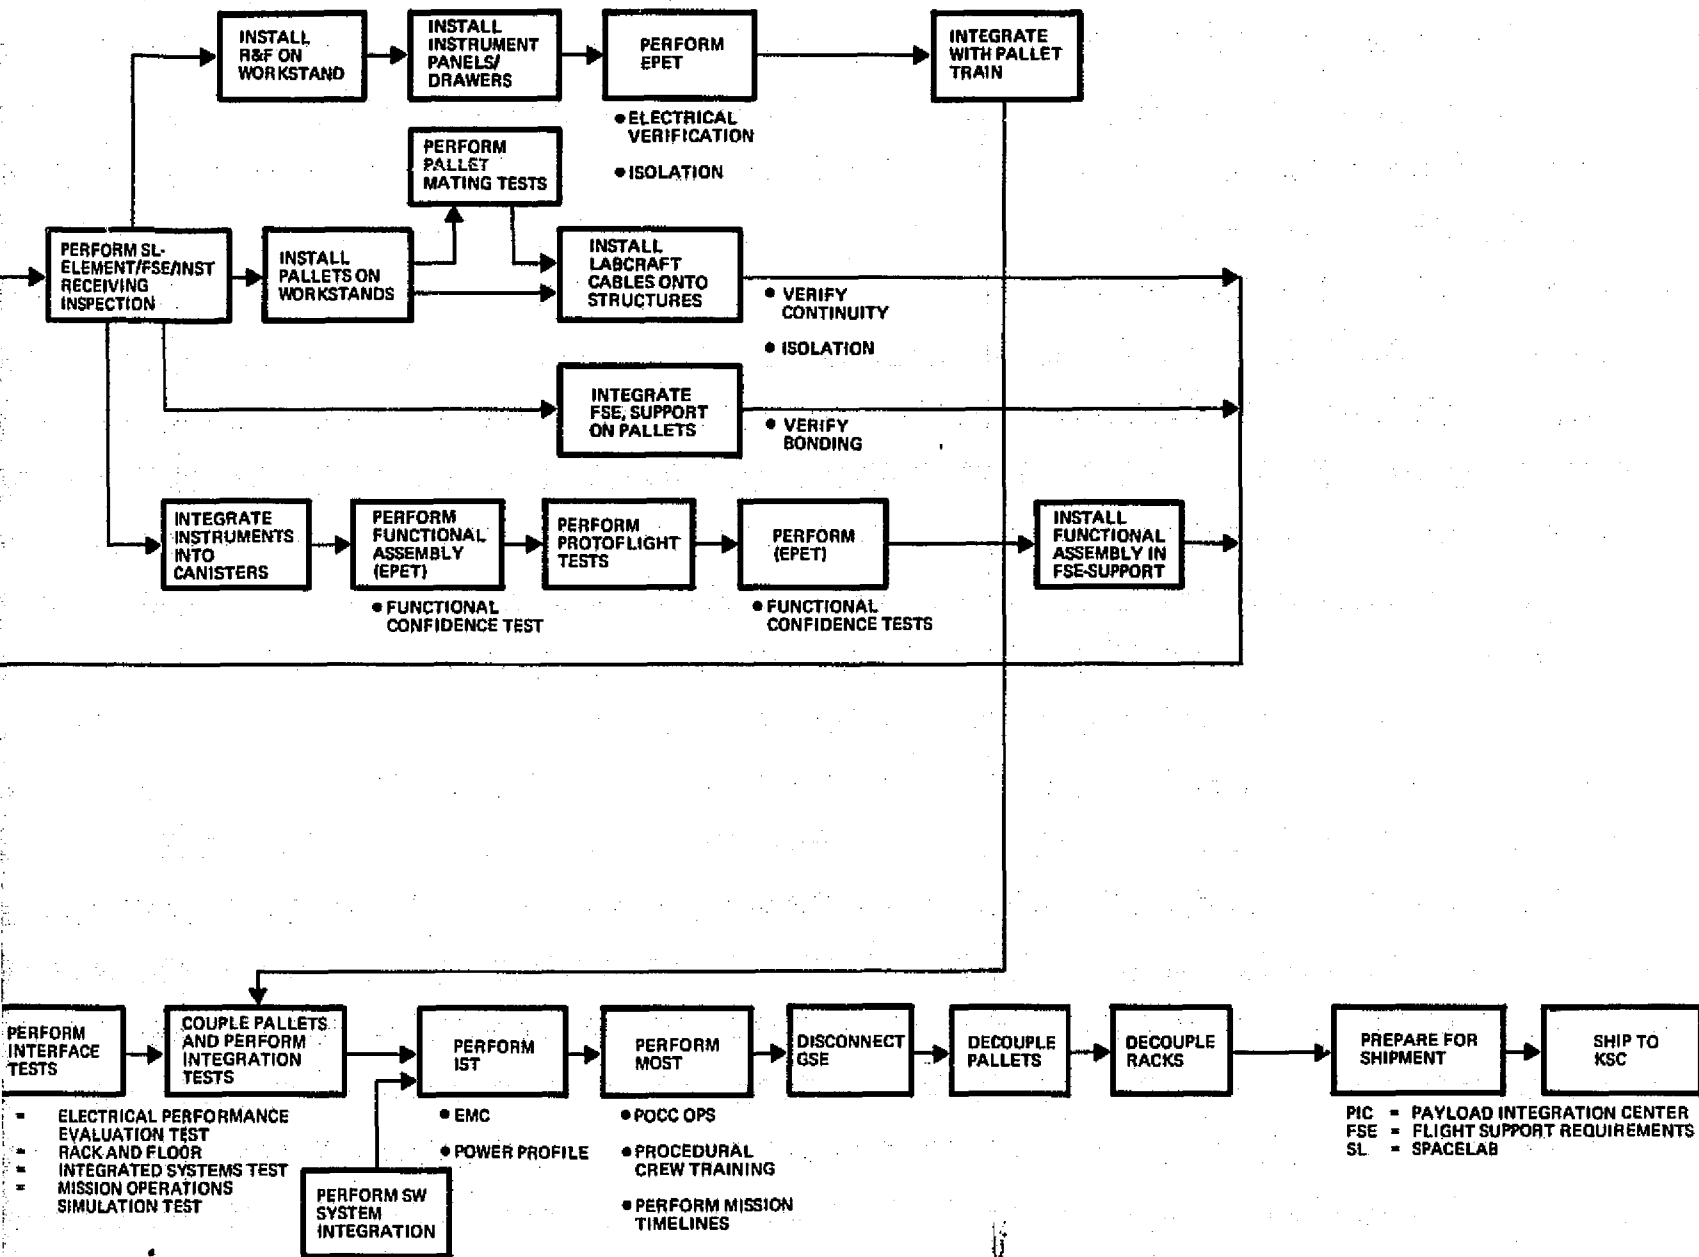 INSTALL
R&F ON
WORKSTAND
INSTALL
INSTRUMENT
PANELS/
DRAWERS
PERFORM
EPET
INTEGRATE
WITH PALLET
TRAIN
• ELECTRICAL
VERIFICATION
• ISOLATION
PERFORM
PALLET
MATING TESTS
PERFORM SL-
ELEMENT/FSE/INST
RECEIVING
INSPECTION
INSTALL
PALLETS ON
WORKSTANDS
INSTALL
LABCRAFT
CABLES ONTO
STRUCTURES
• VERIFY
CONTINUITY
• ISOLATION
INTEGRATE
FSE, SUPPORT
ON PALLETS
• VERIFY
BONDING
INTEGRATE
INSTRUMENTS
INTO
CANISTERS
PERFORM
FUNCTIONAL
ASSEMBLY
(EPET)
PERFORM
PROTOFLIGHT
TESTS
PERFORM
(EPET)
INSTALL
FUNCTIONAL
ASSEMBLY IN
FSE-SUPPORT
• FUNCTIONAL
CONFIDENCE TEST
• FUNCTIONAL
CONFIDENCE TESTS
PERFORM
INTERFACE
TESTS
COUPLE PALLETS
AND PERFORM
INTEGRATION
TESTS
PERFORM
IST
PERFORM
MOST
DISCONNECT
GSE
DECOUPLE
PALLETS
DECOUPLE
RACKS
PREPARE FOR
SHIPMENT
SHIP TO
KSC
= ELECTRICAL PERFORMANCE
EVALUATION TEST
= RACK AND FLOOR
= INTEGRATED SYSTEMS TEST
= MISSION OPERATIONS
SIMULATION TEST
PERFORM SW
SYSTEM
INTEGRATION
• EMC
• POWER PROFILE
• POCC OPS
• PROCEDURAL
CREW TRAINING
• PERFORM MISSION
TIMELINES
PIC = PAYLOAD INTEGRATION CENTER
FSE = FLIGHT SUPPORT REQUIREMENTS
SL = SPACELAB